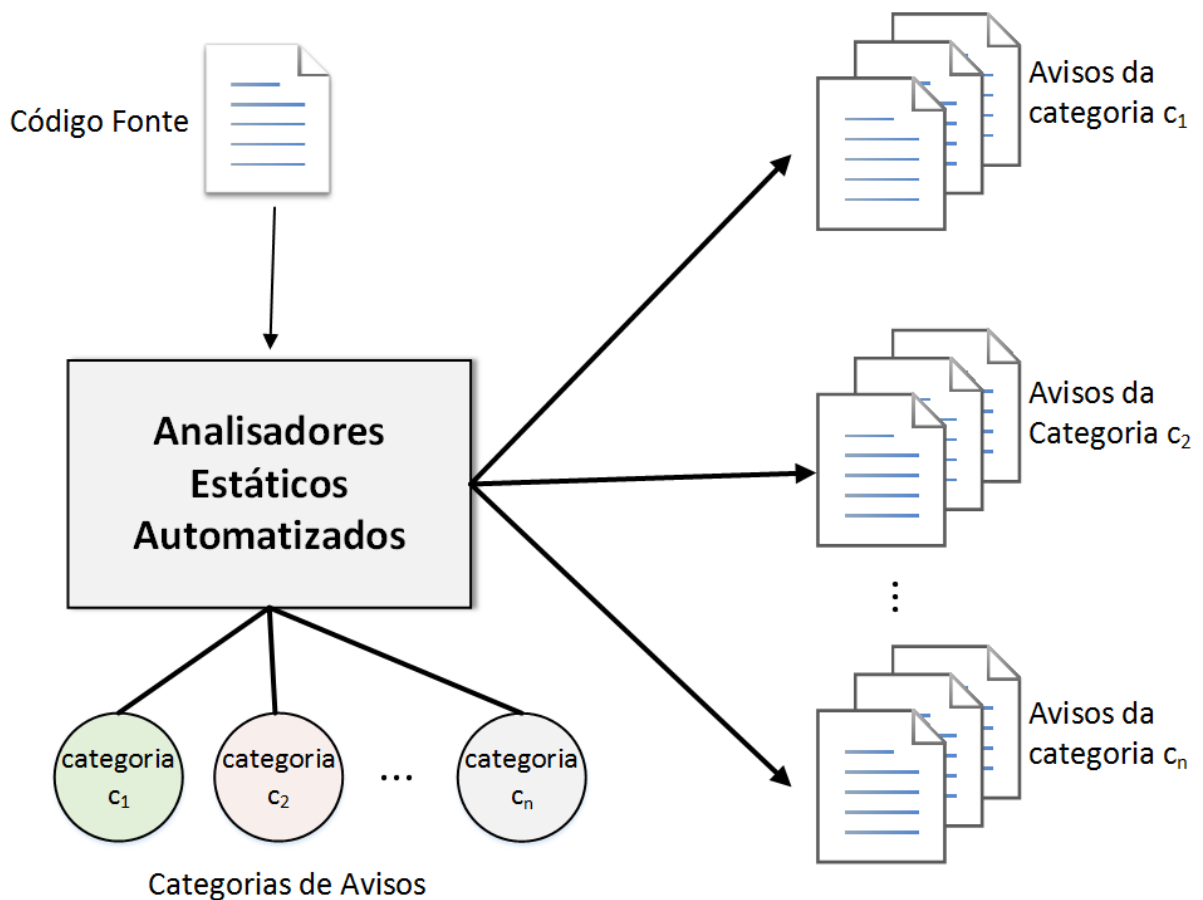 Código Fonte
Avisos da
categoria c₁
Analisadores
Estáticos
Automatizados
Avisos da
Categoria c₂
⋮
Avisos da
categoria cₙ
categoria
c₁
categoria
c₂
...
categoria
cₙ
Categorias de Avisos